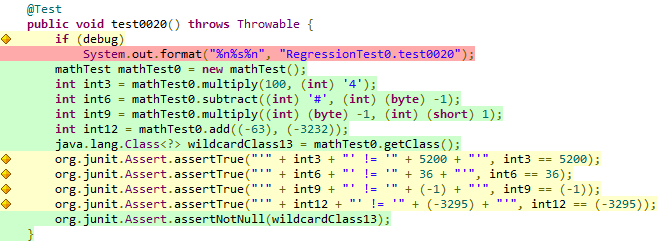 @Test
public void test0020() throws Throwable {
if (debug)
System.out.format("%n%s%n", "RegressionTest0.test0020");
mathTest mathTest0 = new mathTest();
int int3 = mathTest0.multiply(100, (int) '4');
int int6 = mathTest0.subtract((int) '#', (int) (byte) -1);
int int9 = mathTest0.multiply((int) (byte) -1, (int) (short) 1);
int int12 = mathTest0.add((-63), (-3232));
java.lang.Class<?> wildcardClass13 = mathTest0.getClass();
org.junit.Assert.assertTrue("'" + int3 + "' != '" + 5200 + "'", int3 == 5200);
org.junit.Assert.assertTrue("'" + int6 + "' != '" + 36 + "'", int6 == 36);
org.junit.Assert.assertTrue("'" + int9 + "' != '" + (-1) + "'", int9 == (-1));
org.junit.Assert.assertTrue("'" + int12 + "' != '" + (-3295) + "'", int12 == (-3295));
org.junit.Assert.assertNotNull(wildcardClass13);
}